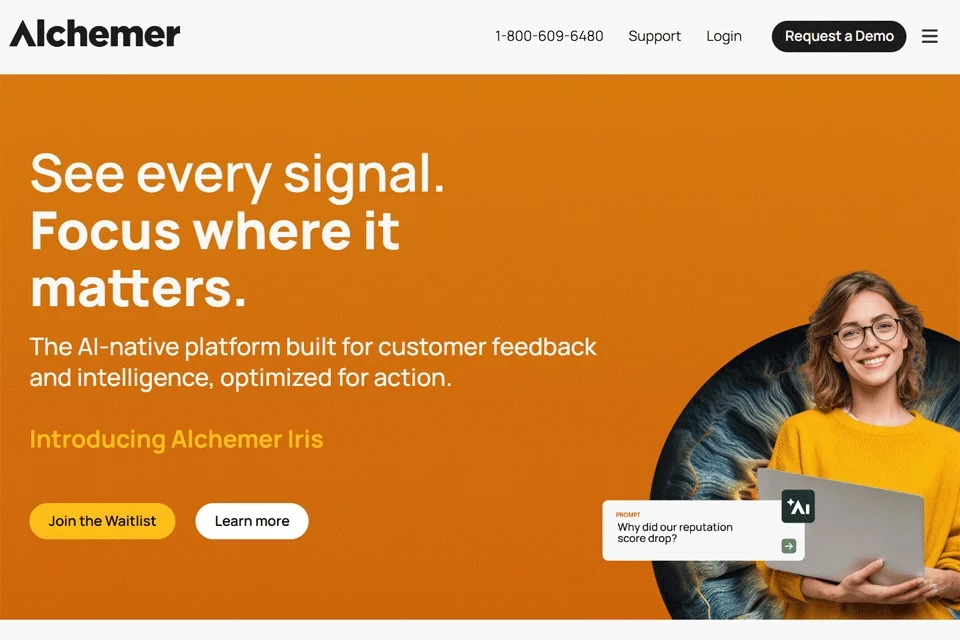 Alchemer
1-800-609-6480
Support
Login
Request a Demo
See every signal.
Focus where it
matters.
The AI-native platform built for customer feedback
and intelligence, optimized for action.
Introducing Alchemer Iris
Join the Waitlist
Learn more
AI
PROMPT
Why did our reputation
score drop?